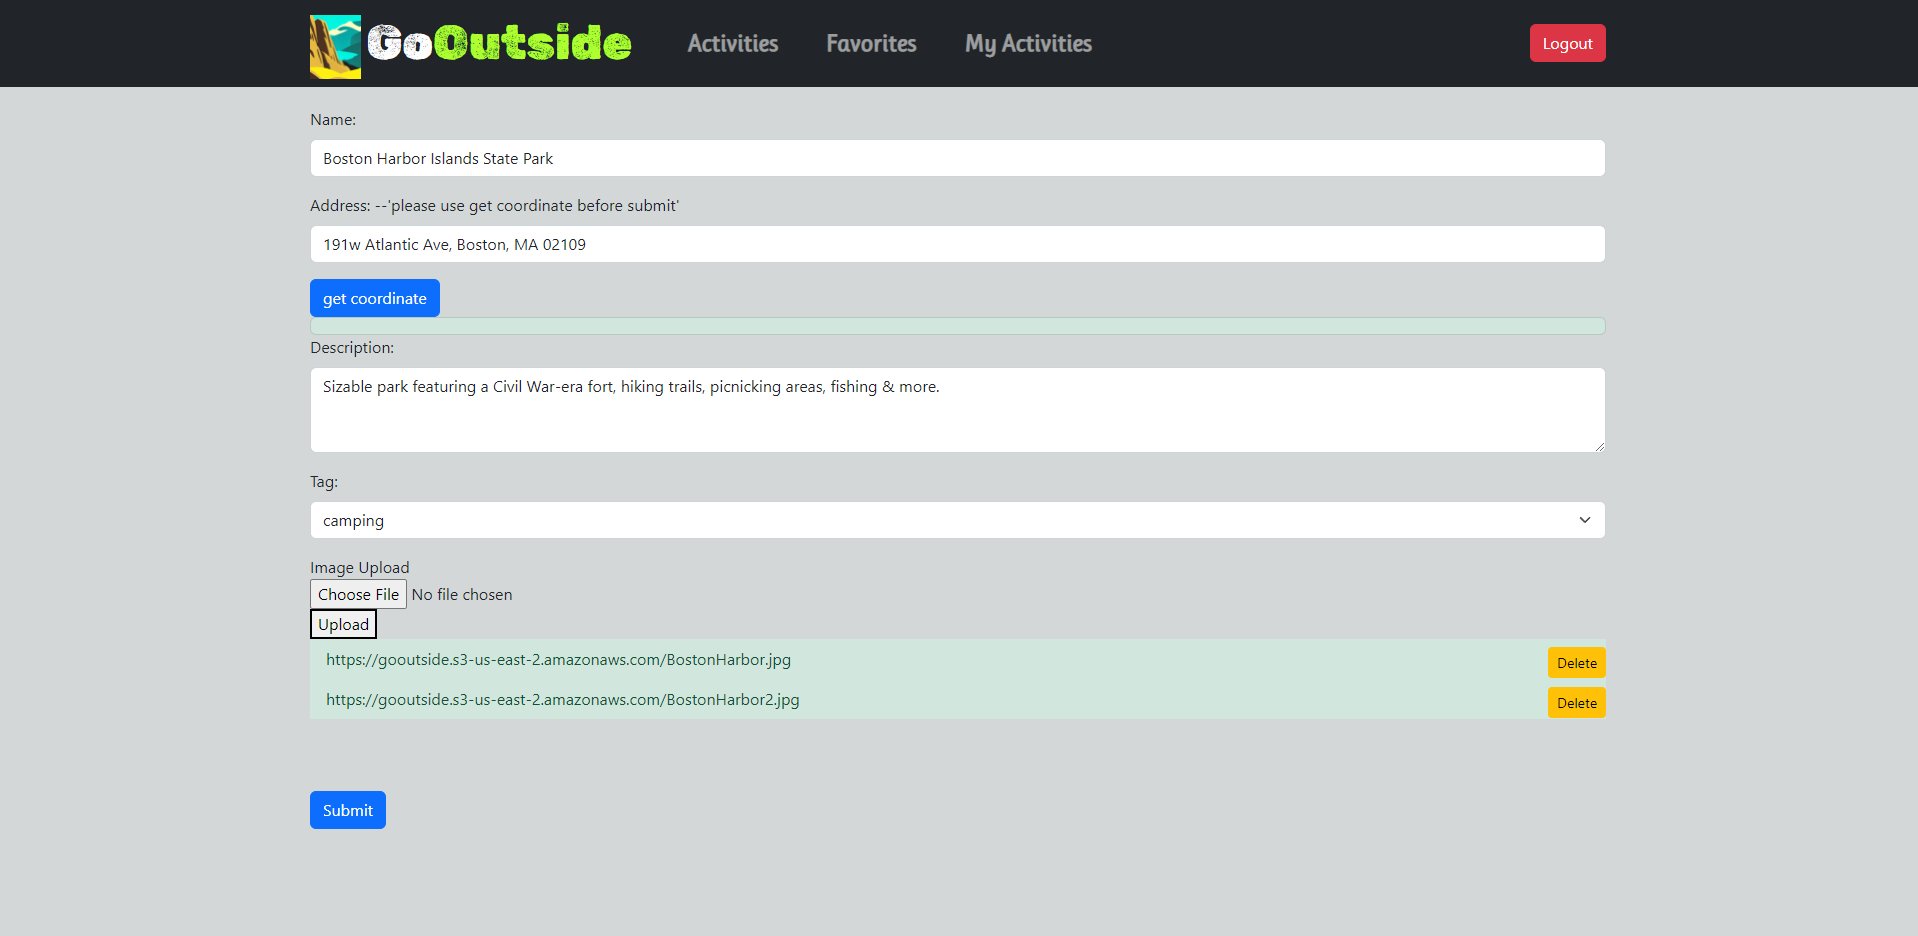 GoOutside Activities Favorites My Activities Logout
Name:
Boston Harbor Islands State Park
Address: --'please use get coordinate before submit'
191w Atlantic Ave, Boston, MA 02109
get coordinate
Description:
Sizable park featuring a Civil War-era fort, hiking trails, picnicking areas, fishing & more.
Tag:
camping
Image Upload
Choose File No file chosen
Upload
https://gooutside.s3-us-east-2.amazonaws.com/BostonHarbor.jpg Delete
https://gooutside.s3-us-east-2.amazonaws.com/BostonHarbor2.jpg Delete
Submit